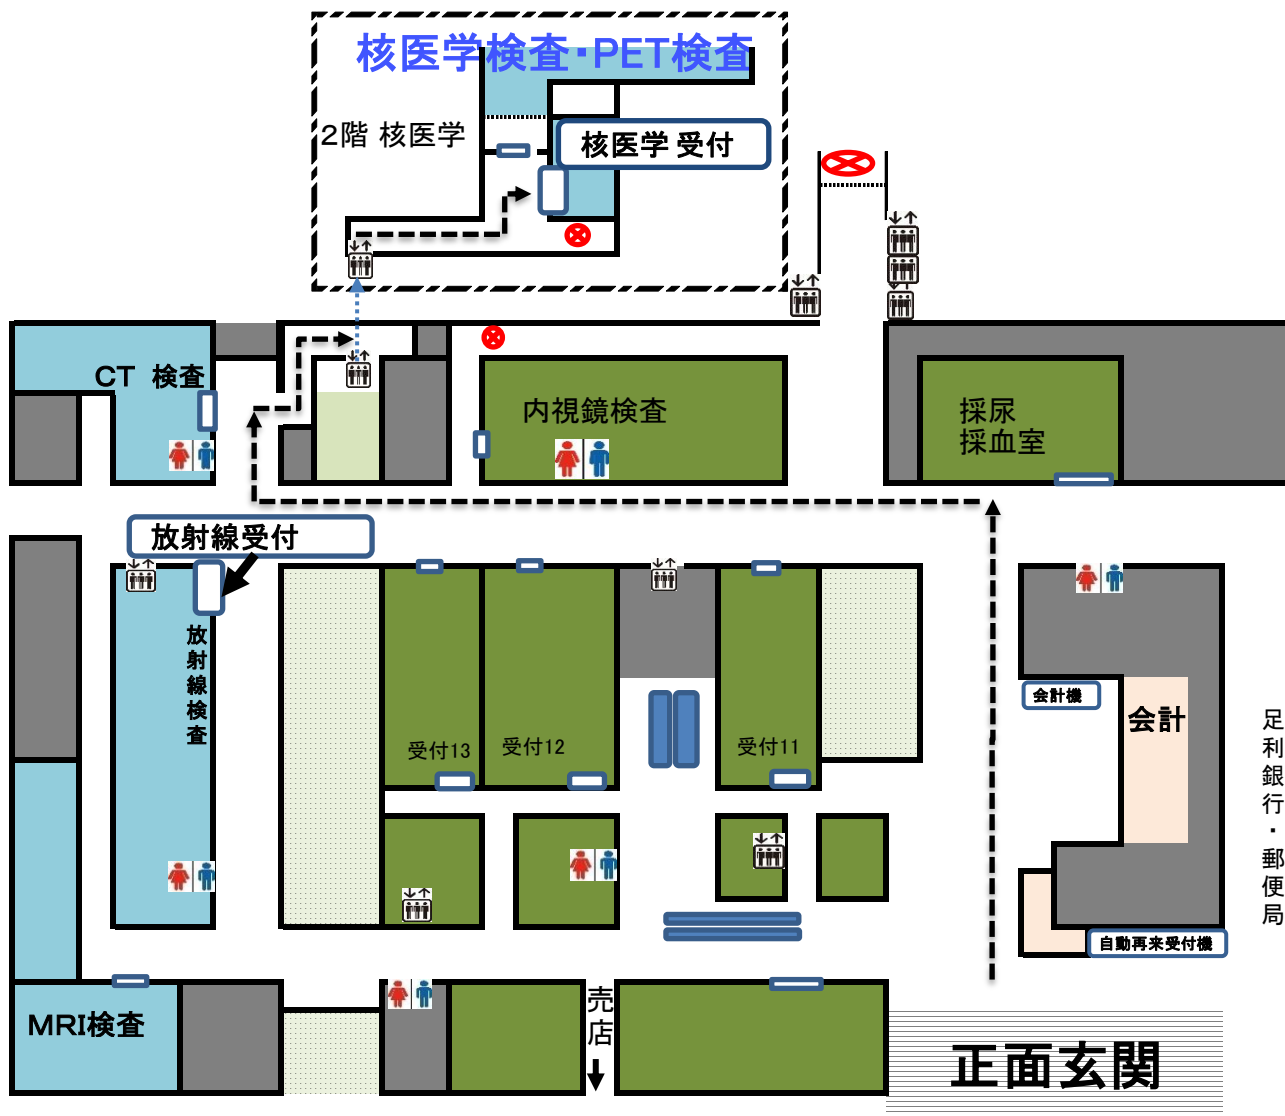 核医学検査・PET検査
2階 核医学
核医学 受付
CT 検査
内視鏡検査
採尿
採血室
放射線受付
放射線検査
受付13
受付12
受付11
会計機
会計
足利銀行・郵便局
自動再来受付機
MRI検査
売店
正面玄関